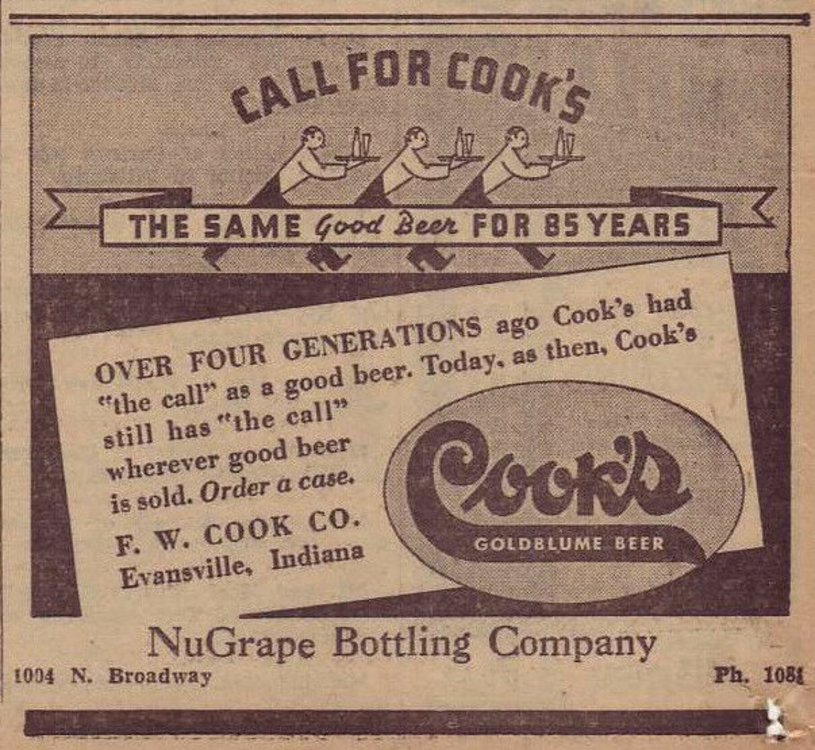 CALL FOR COOK'S
THE SAME Good Beer FOR 85 YEARS
OVER FOUR GENERATIONS ago Cook's had
"the call" as a good beer. Today, as then, Cook's
still has "the call"
wherever good beer
is sold. Order a case.
F. W. COOK CO.
Evansville, Indiana
Cook's
GOLDBLUME BEER
NuGrape Bottling Company
1004 N. Broadway
Ph.